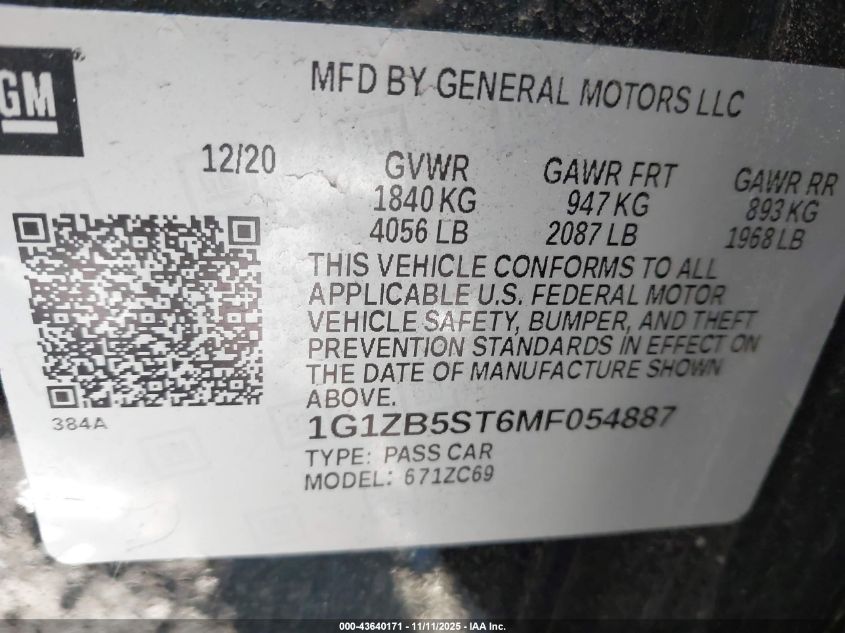 GM
MFD BY GENERAL MOTORS LLC
12/20
GVWR
1840 KG
4056 LB
GAWR FRT
947 KG
2087 LB
GAWR RR
893 KG
1968 LB
THIS VEHICLE CONFORMS TO ALL
APPLICABLE U.S. FEDERAL MOTOR
VEHICLE SAFETY, BUMPER, AND THEFT
PREVENTION STANDARDS IN EFFECT ON
THE DATE OF MANUFACTURE SHOWN
ABOVE.
384A
1G1ZB5ST6MF054887
TYPE: PASS CAR
MODEL: 671ZC69
000-43640171 - 11/11/2025 - IAA Inc.